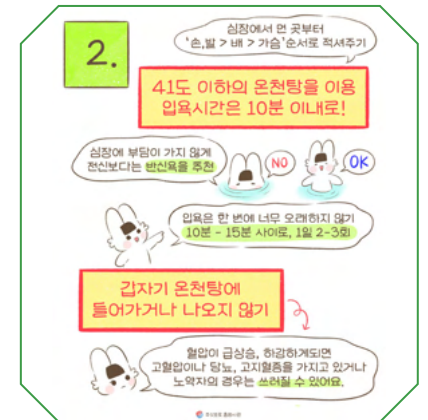 2.
심장에서 먼 곳부터
'손,발 > 배 > 가슴'순서로 적셔주기
41도 이하의 온천탕을 이용
입욕시간은 10분 이내로!
심장에 부담이 가지 않게
전신보다는 반신욕을 추천
NO
OK
입욕은 한 번에 너무 오래하지 않기
10분 - 15분 사이로, 1일 2-3회
갑자기 온천탕에
들어가거나 나오지 않기
혈압이 급상승, 하강하게되면
고혈압이나 당뇨, 고지혈증을 가지고 있거나
노약자의 경우는 쓰러질 수 있어요.